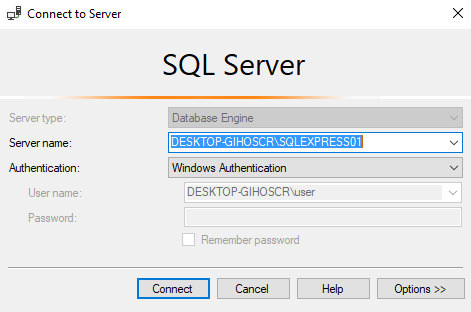 Connect to Server
SQL Server
Server type: Database Engine
Server name: DESKTOP-GIHOSCR\SQLEXPRESS01
Authentication: Windows Authentication
User name: DESKTOP-GIHOSCR\user
Password:
Remember password
Connect Cancel Help Options >>